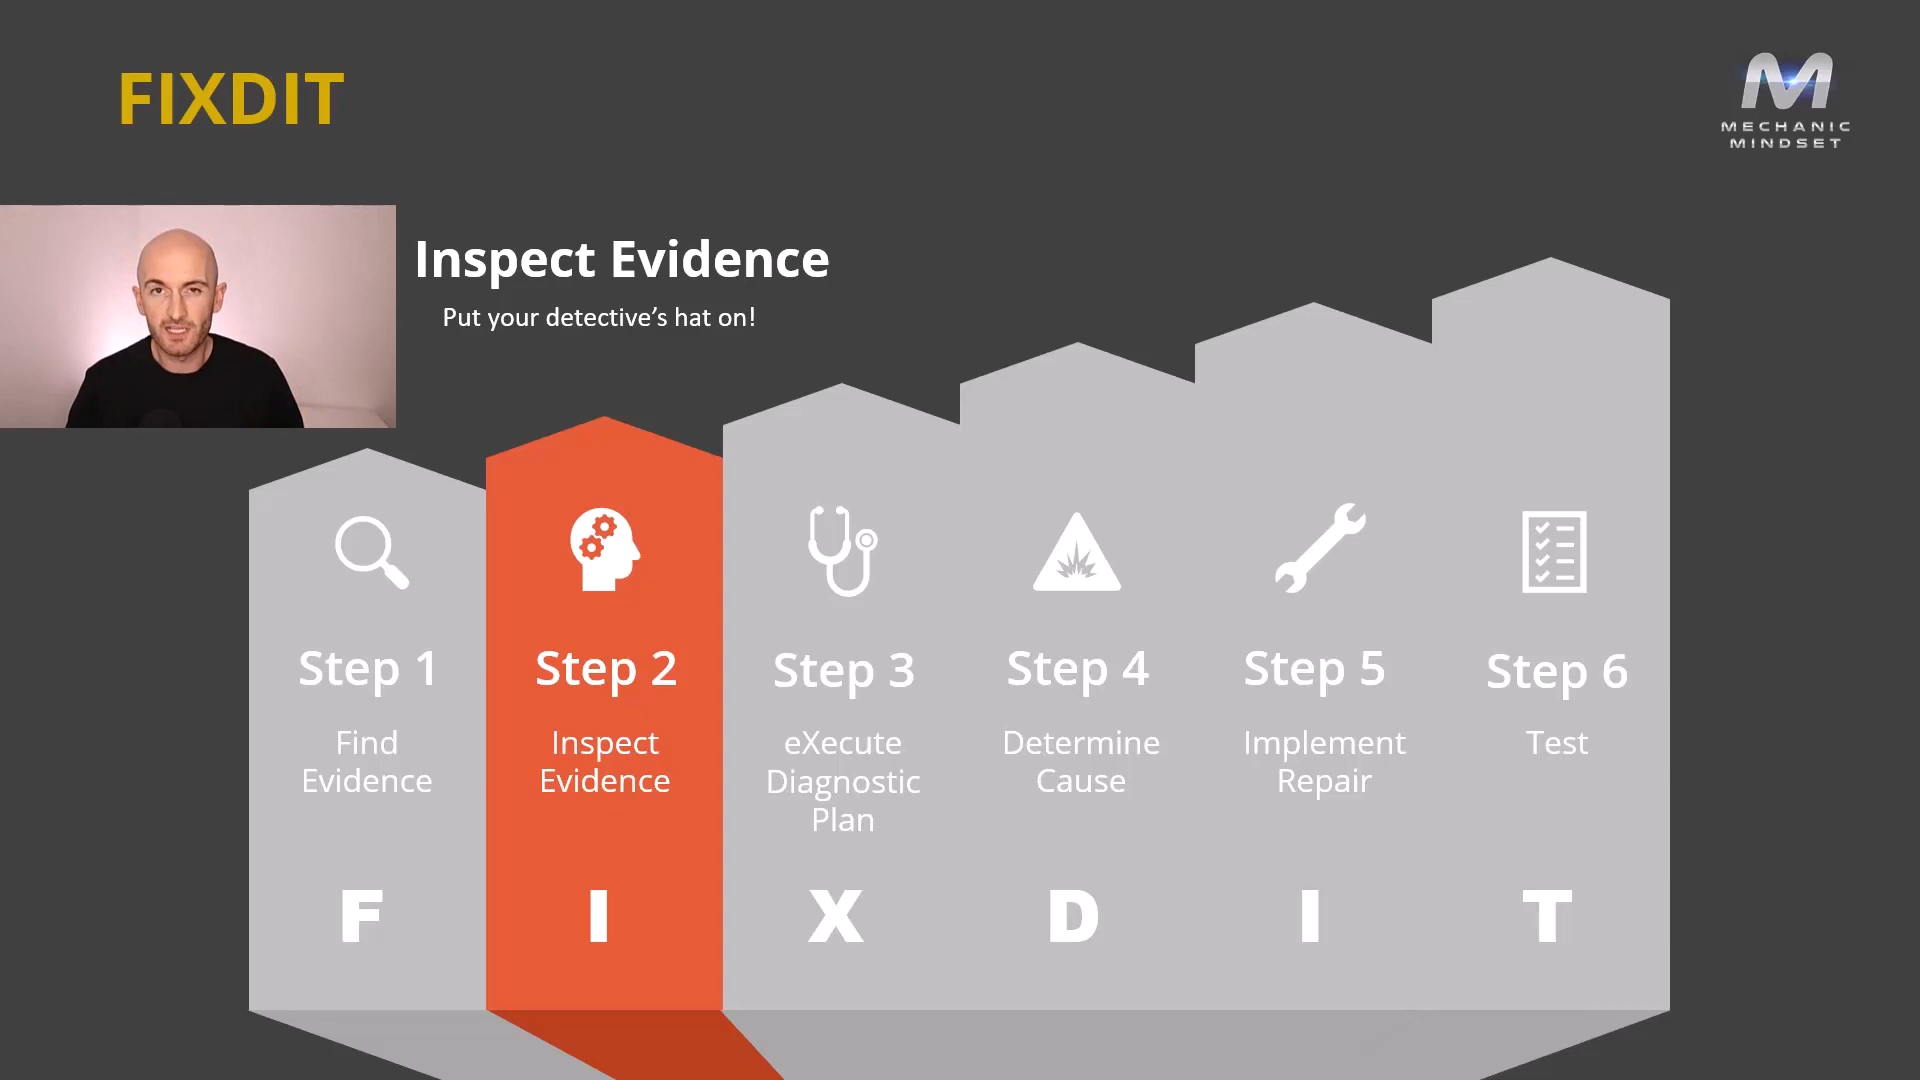 FIXDIT
MECHANIC
MINDSET
Inspect Evidence
Put your detective’s hat on!
Step 1
Find
Evidence
F
Step 2
Inspect
Evidence
I
Step 3
eXecute
Diagnostic
Plan
X
Step 4
Determine
Cause
D
Step 5
Implement
Repair
I
Step 6
Test
T